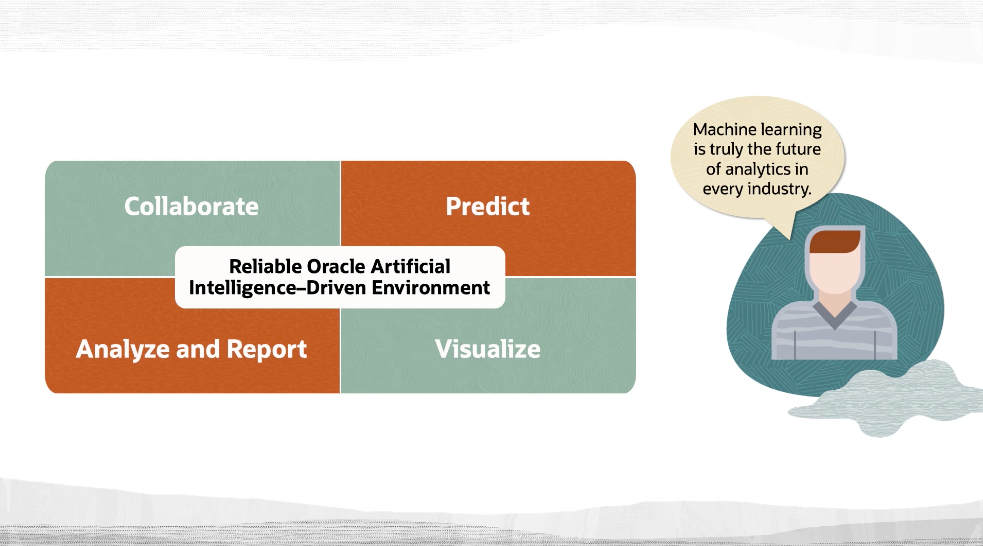 Machine learning
is truly the future
of analytics in
every industry.
Collaborate
Predict
Reliable Oracle Artificial
Intelligence–Driven Environment
Analyze and Report
Visualize